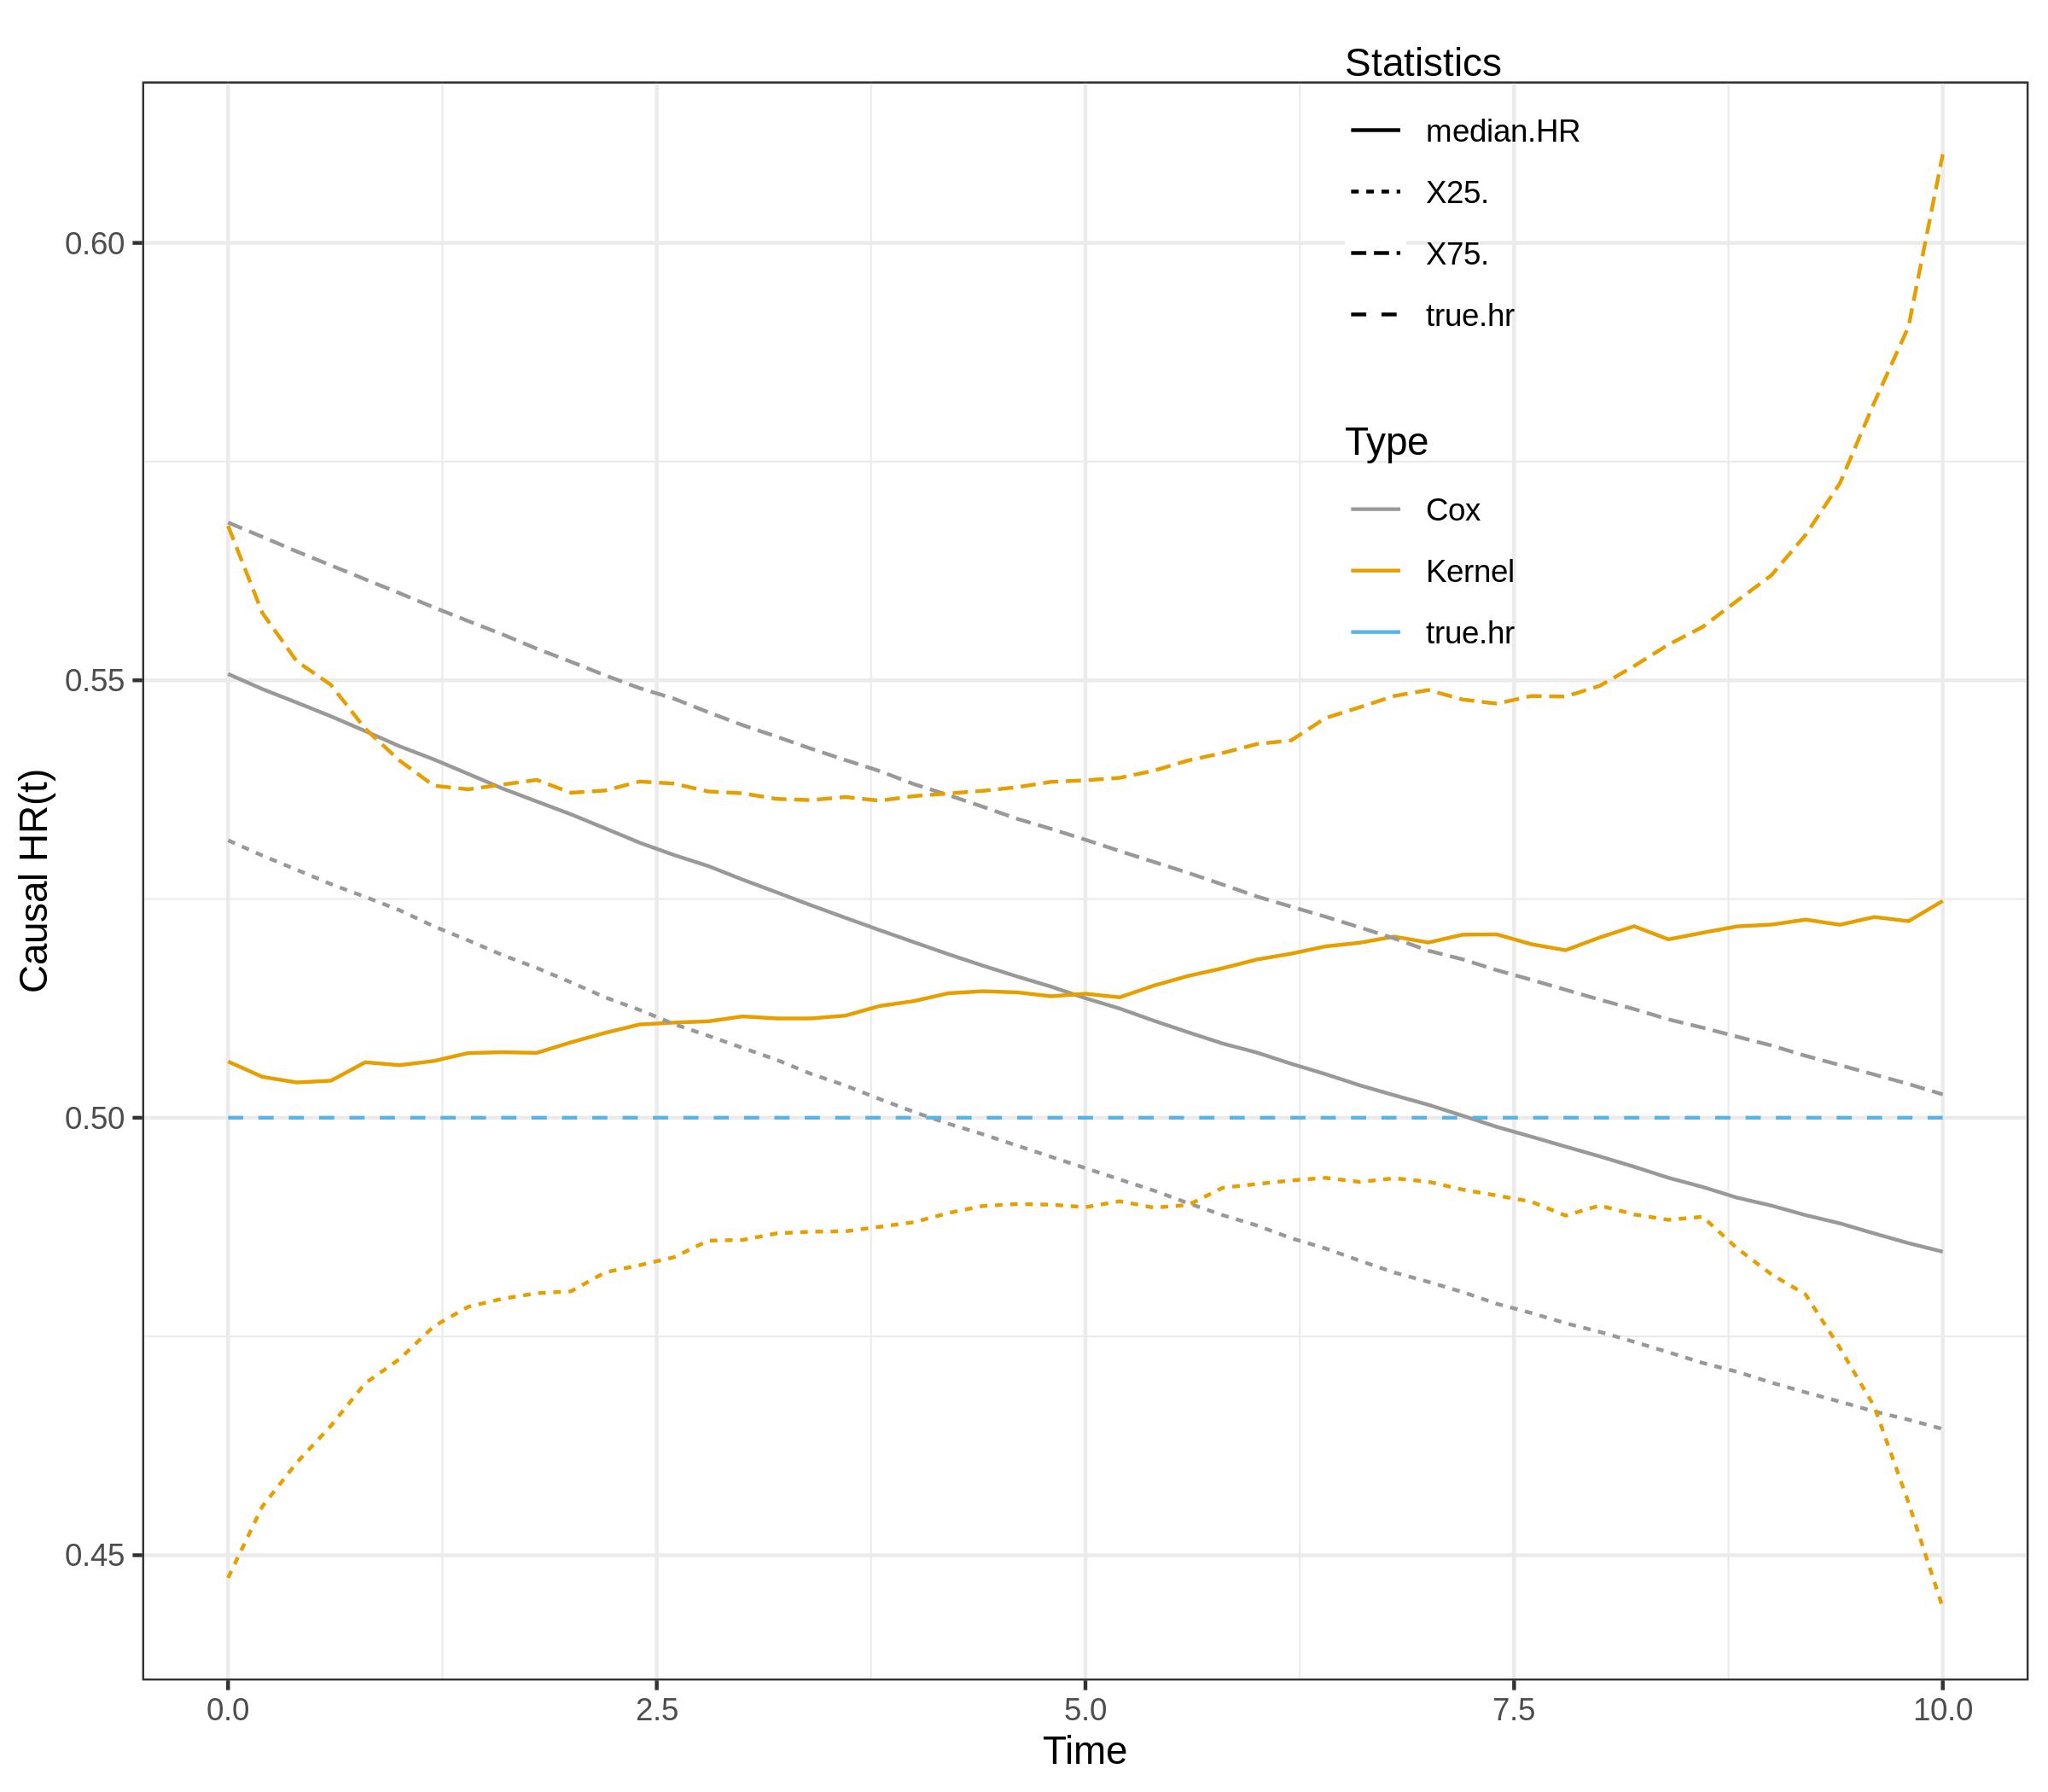 Statistics
median.HR
X25.
X75.
true.hr
Type
Cox
Kernel
true.hr
Causal HR(t)
0.60
0.55
0.50
0.45
0.0 2.5 5.0 7.5 10.0
Time